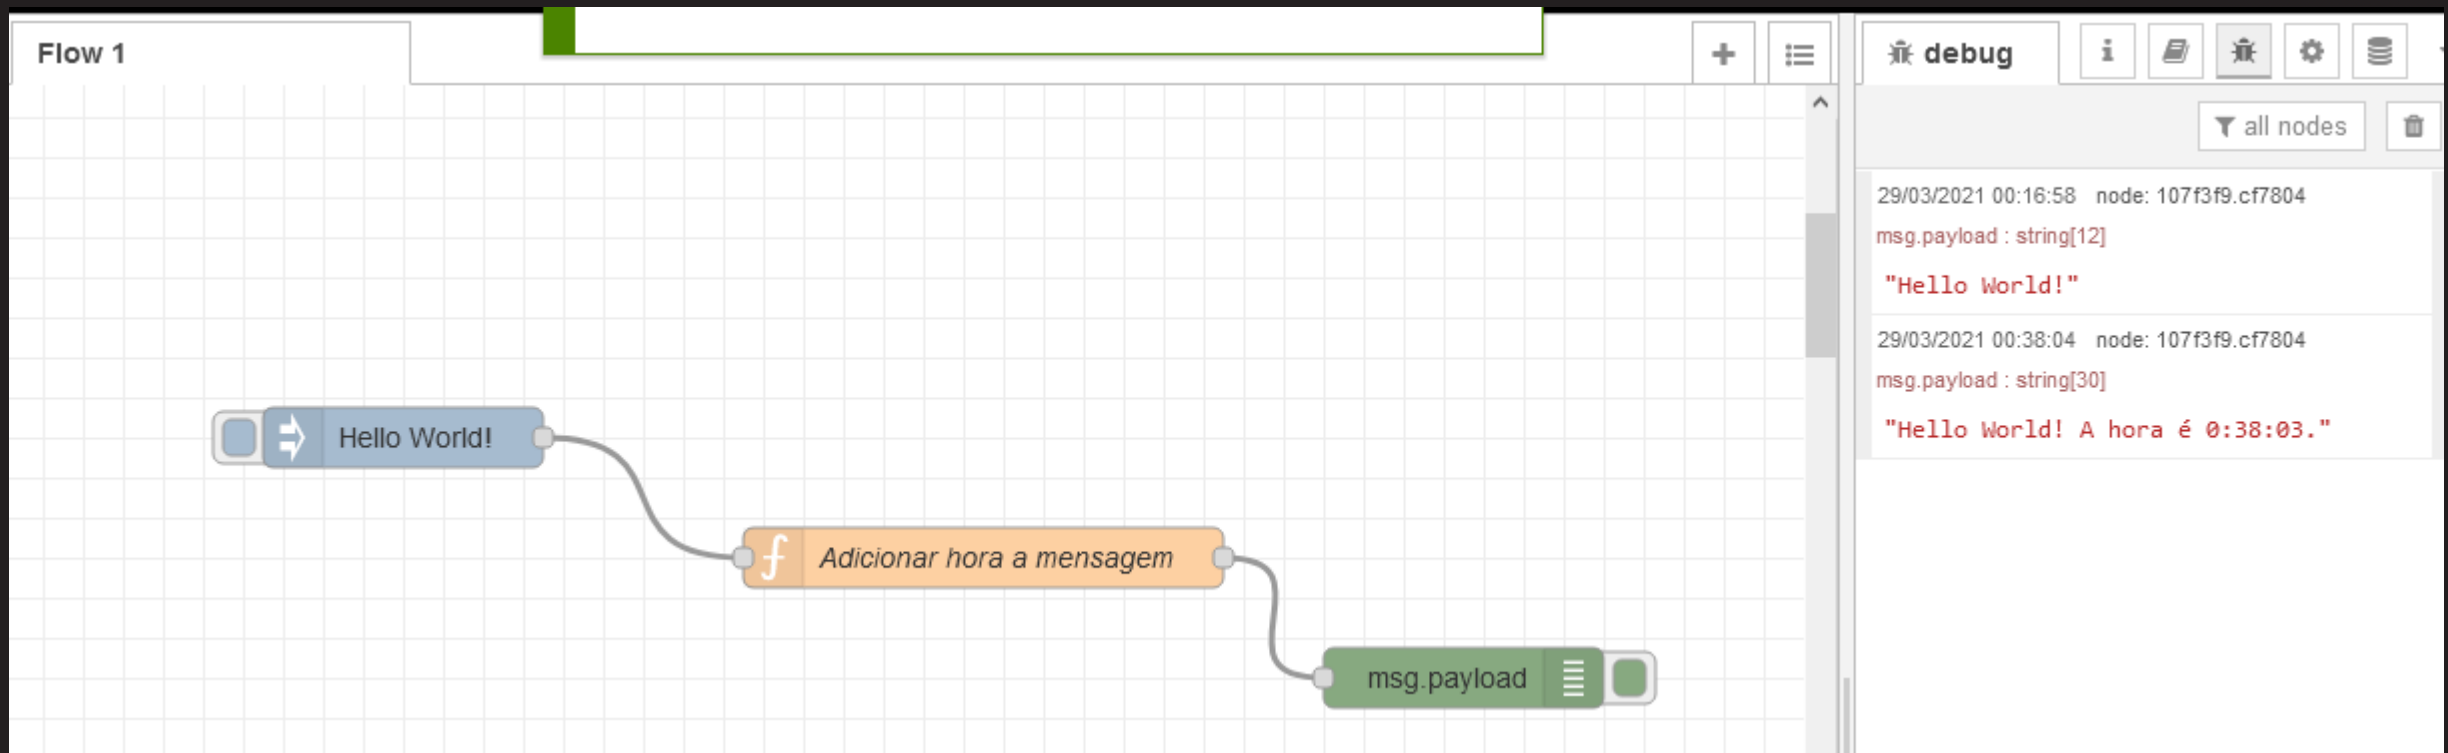 Flow 1
debug
all nodes
29/03/2021 00:16:58 node: 107f3f9.cf7804
msg.payload : string[12]
"Hello World!"
29/03/2021 00:38:04 node: 107f3f9.cf7804
msg.payload : string[30]
"Hello World! A hora é 0:38:03."
Hello World!
Adicionar hora a mensagem
msg.payload